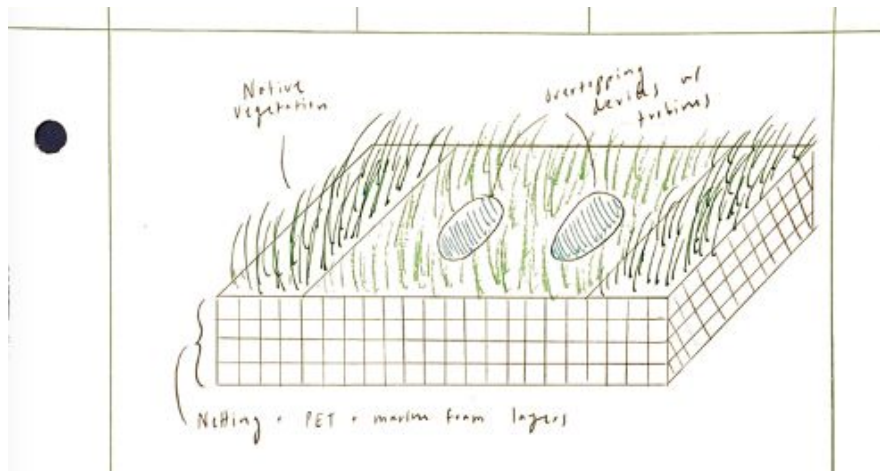 Native
vegetation
overtopping
devices w/
turbines
Netting + PET + marine foam layers